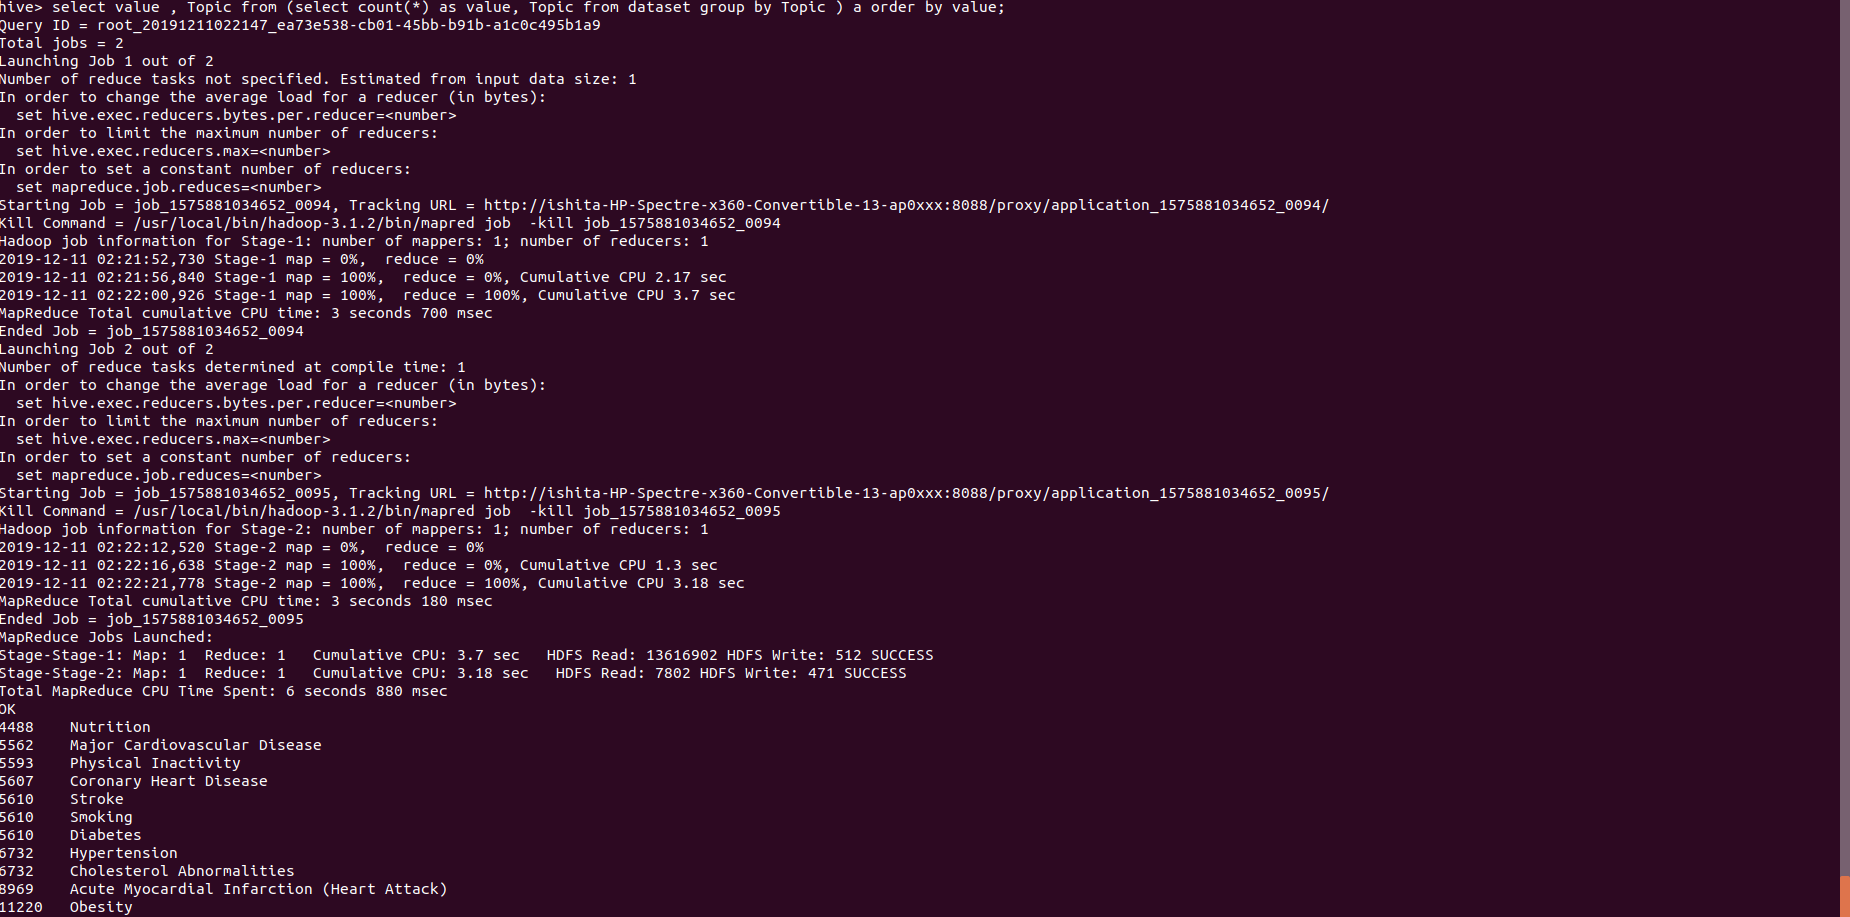 hive> select value , Topic from (select count(*) as value, Topic from dataset group by Topic ) a order by value;
Query ID = root_20191211022147_ea73e538-cb01-45bb-b91b-a1c0c495b1a9
Total jobs = 2
Launching Job 1 out of 2
Number of reduce tasks not specified. Estimated from input data size: 1
In order to change the average load for a reducer (in bytes):
  set hive.exec.reducers.bytes.per.reducer=<number>
In order to limit the maximum number of reducers:
  set hive.exec.reducers.max=<number>
In order to set a constant number of reducers:
  set mapreduce.job.reduces=<number>
Starting Job = job_1575881034652_0094, Tracking URL = http://ishita-HP-Spectre-x360-Convertible-13-ap0xxx:8088/proxy/application_1575881034652_0094/
Kill Command = /usr/local/bin/hadoop-3.1.2/bin/mapred job  -kill job_1575881034652_0094
Hadoop job information for Stage-1: number of mappers: 1; number of reducers: 1
2019-12-11 02:21:52,730 Stage-1 map = 0%,  reduce = 0%
2019-12-11 02:21:56,840 Stage-1 map = 100%,  reduce = 0%, Cumulative CPU 2.17 sec
2019-12-11 02:22:00,926 Stage-1 map = 100%,  reduce = 100%, Cumulative CPU 3.7 sec
MapReduce Total cumulative CPU time: 3 seconds 700 msec
Ended Job = job_1575881034652_0094
Launching Job 2 out of 2
Number of reduce tasks determined at compile time: 1
In order to change the average load for a reducer (in bytes):
  set hive.exec.reducers.bytes.per.reducer=<number>
In order to limit the maximum number of reducers:
  set hive.exec.reducers.max=<number>
In order to set a constant number of reducers:
  set mapreduce.job.reduces=<number>
Starting Job = job_1575881034652_0095, Tracking URL = http://ishita-HP-Spectre-x360-Convertible-13-ap0xxx:8088/proxy/application_1575881034652_0095/
Kill Command = /usr/local/bin/hadoop-3.1.2/bin/mapred job  -kill job_1575881034652_0095
Hadoop job information for Stage-2: number of mappers: 1; number of reducers: 1
2019-12-11 02:22:12,520 Stage-2 map = 0%,  reduce = 0%
2019-12-11 02:22:16,638 Stage-2 map = 100%,  reduce = 0%, Cumulative CPU 1.3 sec
2019-12-11 02:22:21,778 Stage-2 map = 100%,  reduce = 100%, Cumulative CPU 3.18 sec
MapReduce Total cumulative CPU time: 3 seconds 180 msec
Ended Job = job_1575881034652_0095
MapReduce Jobs Launched:
Stage-Stage-1: Map: 1  Reduce: 1   Cumulative CPU: 3.7 sec   HDFS Read: 13616902 HDFS Write: 512 SUCCESS
Stage-Stage-2: Map: 1  Reduce: 1   Cumulative CPU: 3.18 sec   HDFS Read: 7802 HDFS Write: 471 SUCCESS
Total MapReduce CPU Time Spent: 6 seconds 880 msec
OK
4488    Nutrition
5562    Major Cardiovascular Disease
5593    Physical Inactivity
5607    Coronary Heart Disease
5610    Stroke
5610    Smoking
5610    Diabetes
6732    Hypertension
6732    Cholesterol Abnormalities
8969    Acute Myocardial Infarction (Heart Attack)
11220   Obesity